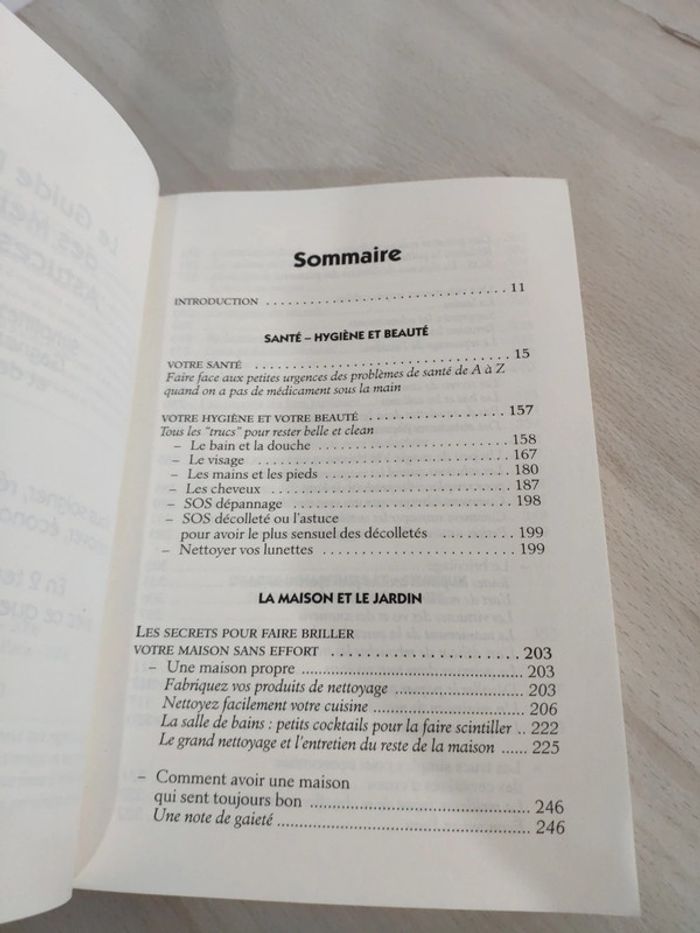 Sommaire
INTRODUCTION .................................... 11
SANTÉ – HYGIÈNE ET BEAUTÉ
VOTRE SANTÉ .................................... 15
Faire face aux petites urgences des problèmes de santé de A à Z
quand on a pas de médicament sous la main
VOTRE HYGIÈNE ET VOTRE BEAUTÉ .................... 157
Tous les "trucs" pour rester belle et clean
– Le bain et la douche .................... 158
– Le visage .................... 167
– Les mains et les pieds .................... 180
– Les cheveux .................... 187
– SOS dépannage .................... 198
– SOS décolleté ou l'astuce
pour avoir le plus sensuel des décolletés .......... 199
– Nettoyer vos lunettes .................... 199
LA MAISON ET LE JARDIN
LES SECRETS POUR FAIRE BRILLER
VOTRE MAISON SANS EFFORT .................... 203
– Une maison propre .................... 203
Fabriquez vos produits de nettoyage .................... 203
Nettoyez facilement votre cuisine .................... 206
La salle de bains : petits cocktails pour la faire scintiller .. 222
Le grand nettoyage et l'entretien du reste de la maison ...... 225
– Comment avoir une maison
qui sent toujours bon .................... 246
Une note de gaieté .................... 246